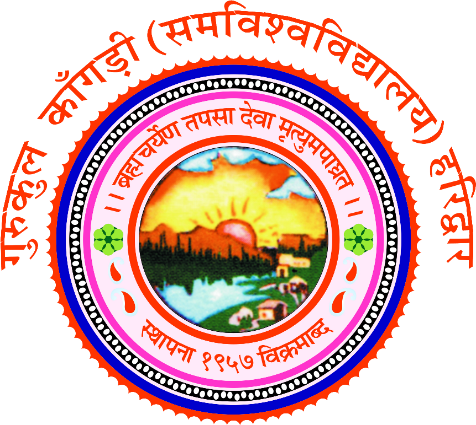 गुरुकुल काँगड़ी (समविश्वविद्यालय) हरिद्वार
।। ब्रह्मचर्येण तपसा देवा मृत्युमपाघ्नत ।।
स्थापना १९५७ विक्रमाब्द